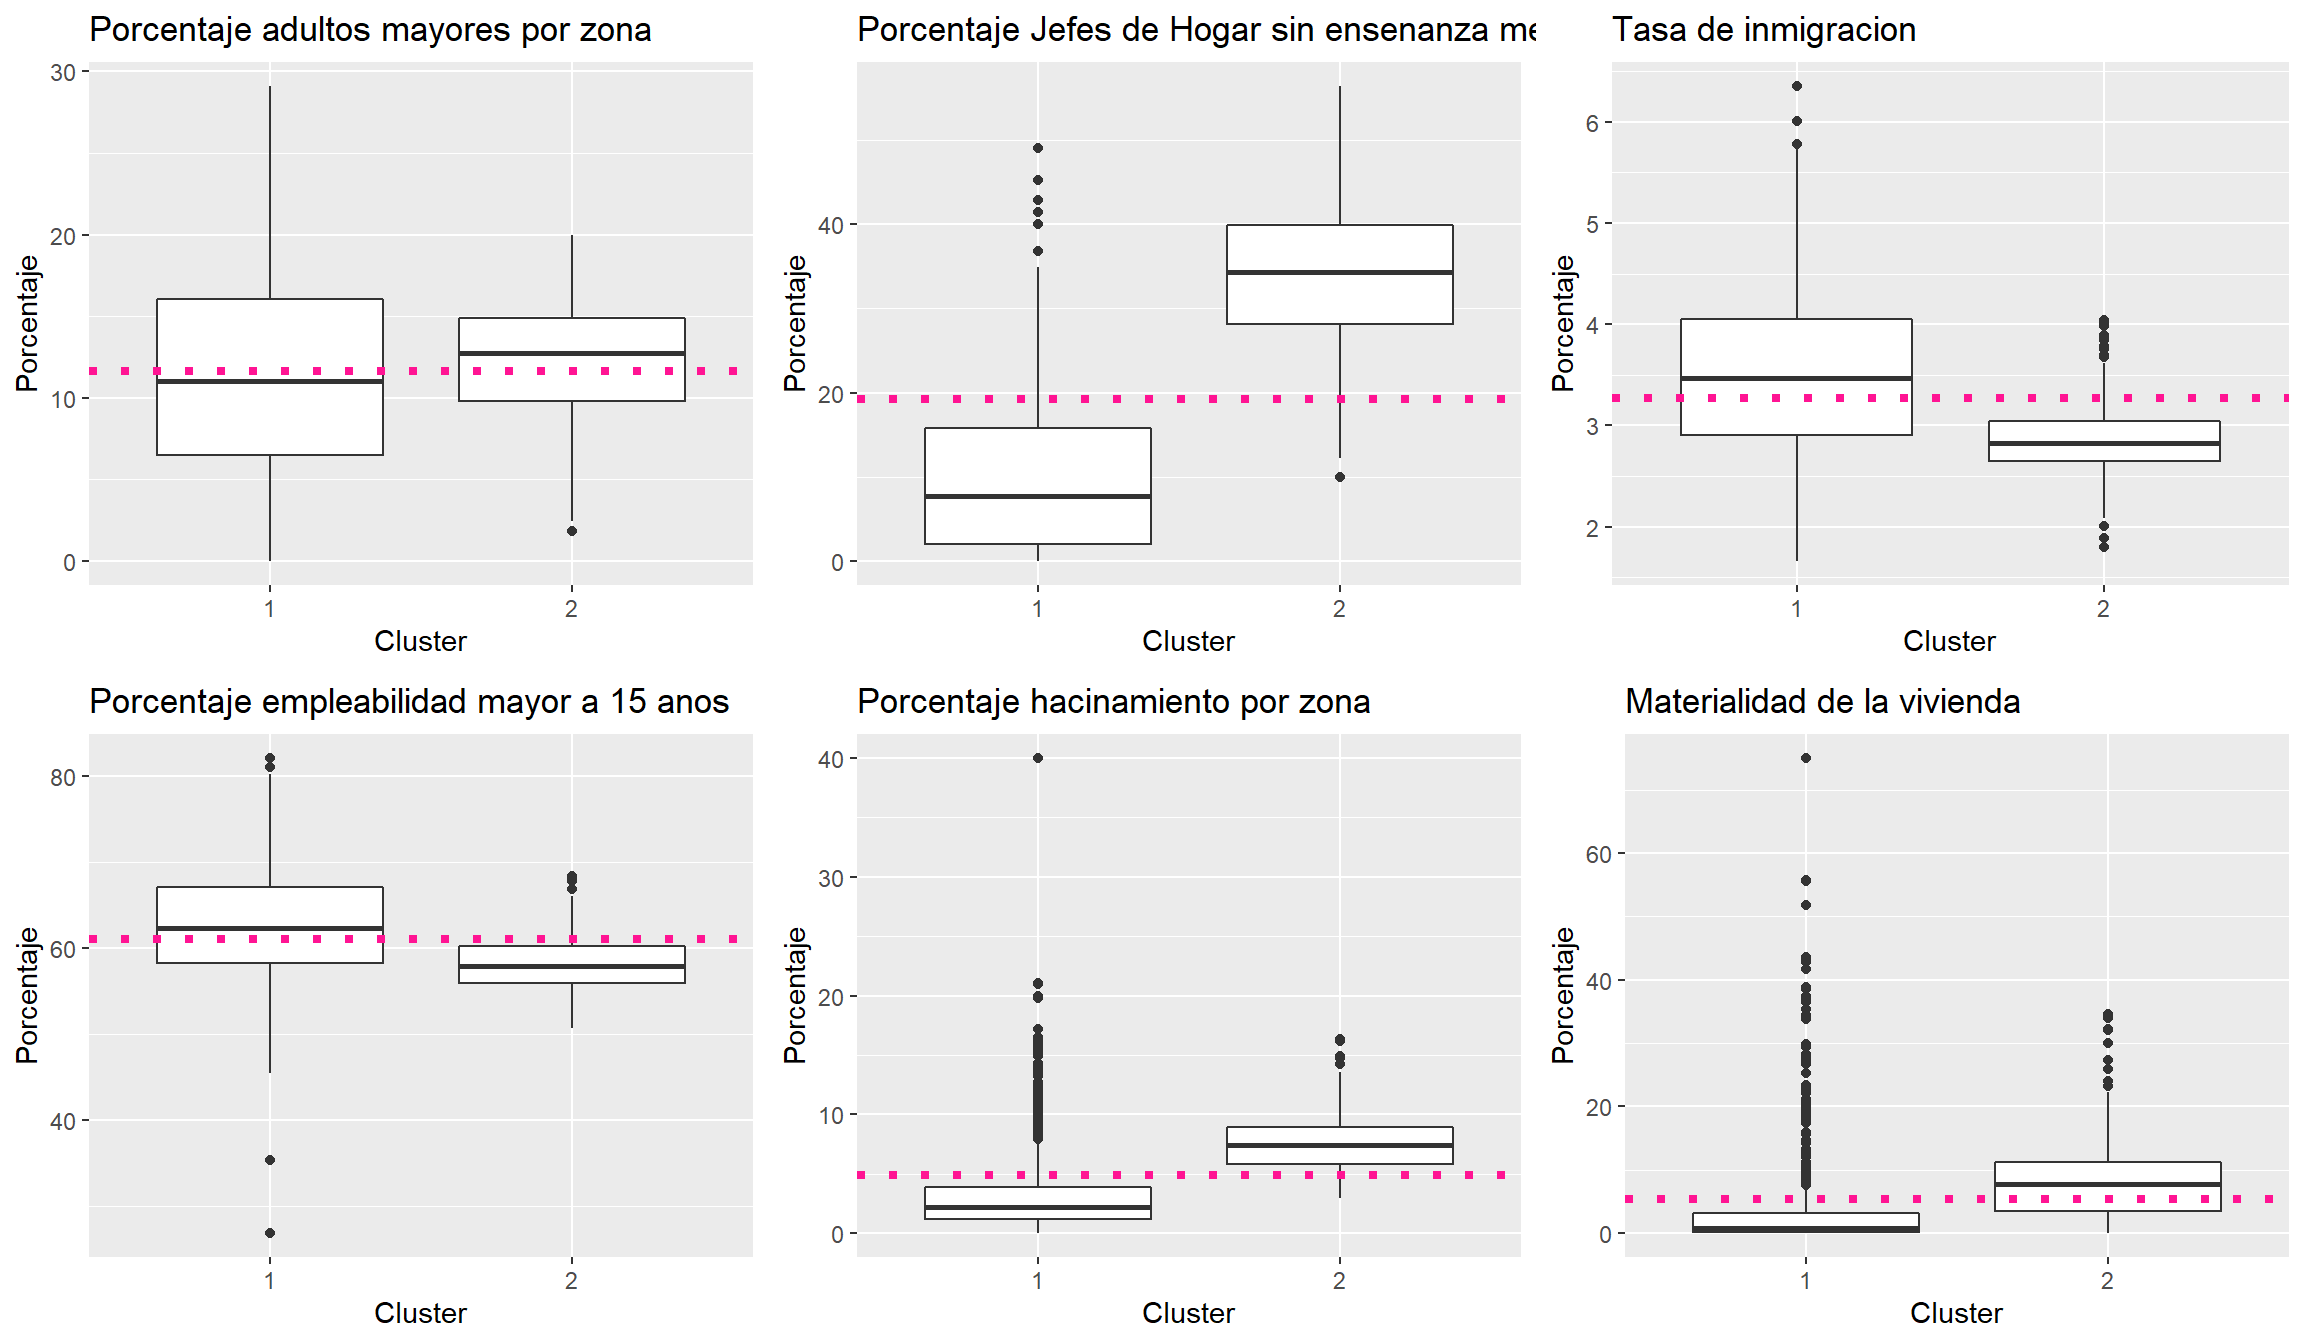 Porcentaje adultos mayores por zona
Porcentaje
30
20
10
0
1 2
Cluster
Porcentaje Jefes de Hogar sin ensenanza me
Porcentaje
40
20
0
1 2
Cluster
Tasa de inmigracion
Porcentaje
6
5
4
3
2
1 2
Cluster
Porcentaje empleabilidad mayor a 15 anos
Porcentaje
80
60
40
1 2
Cluster
Porcentaje hacinamiento por zona
Porcentaje
40
30
20
10
0
1 2
Cluster
Materialidad de la vivienda
Porcentaje
60
40
20
0
1 2
Cluster